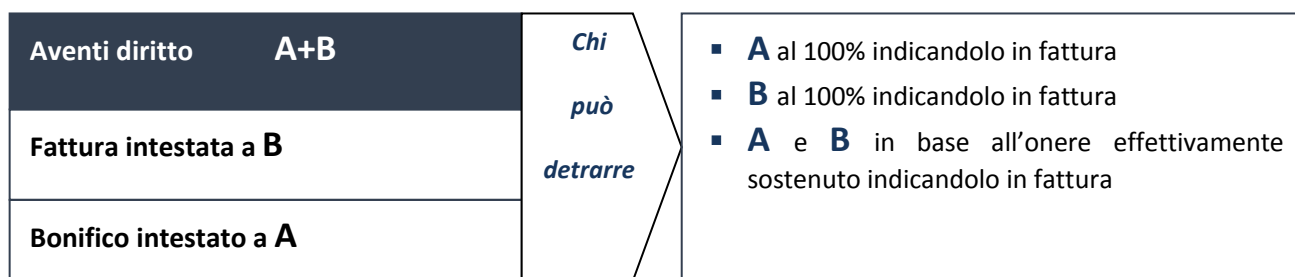 Aventi diritto A+B
Fattura intestata a B
Bonifico intestato a A
Chi
può
detrarre
▪ A al 100% indicandolo in fattura
▪ B al 100% indicandolo in fattura
▪ A e B in base all’onere effettivamente
sostenuto indicandolo in fattura